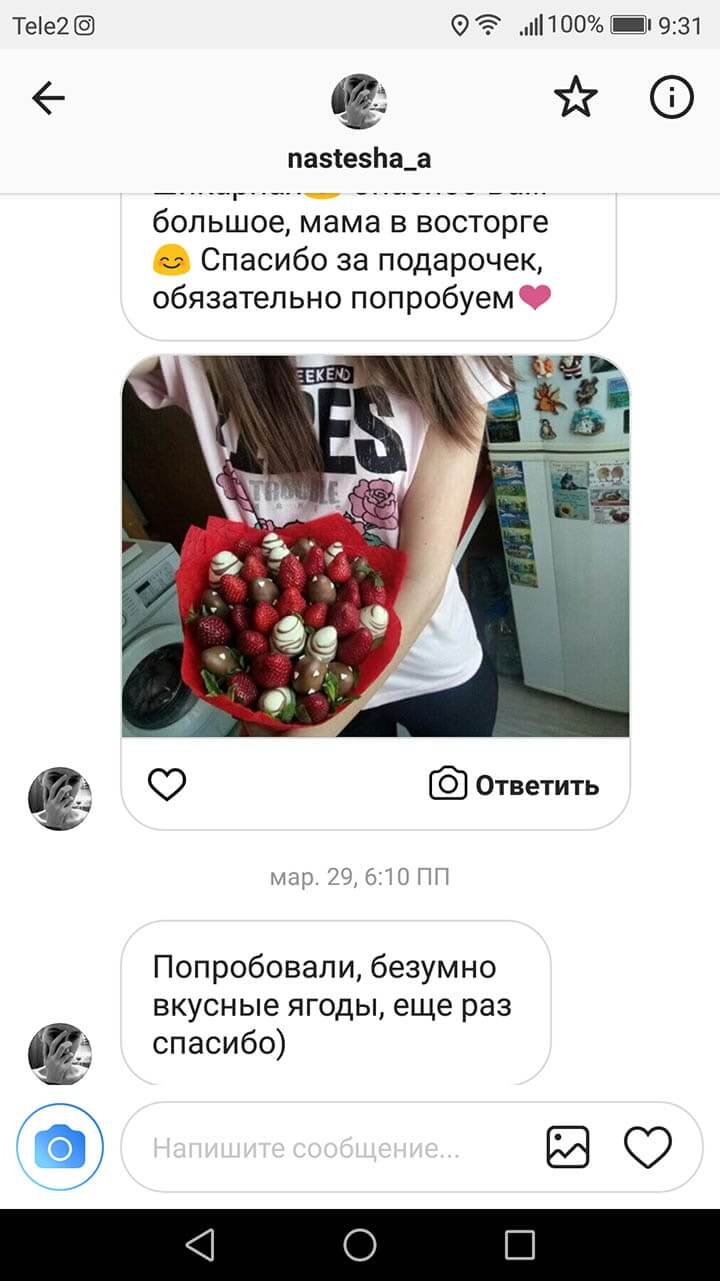 Tele2
100% 9:31
nastesha_a
большое, мама в восторге
😊 Спасибо за подарочек,
обязательно попробуем❤
EEKEND
TROUBLE
Ответить
мар. 29, 6:10 ПП
Попробовали, безумно
вкусные ягоды, еще раз
спасибо)
Напишите сообщение...